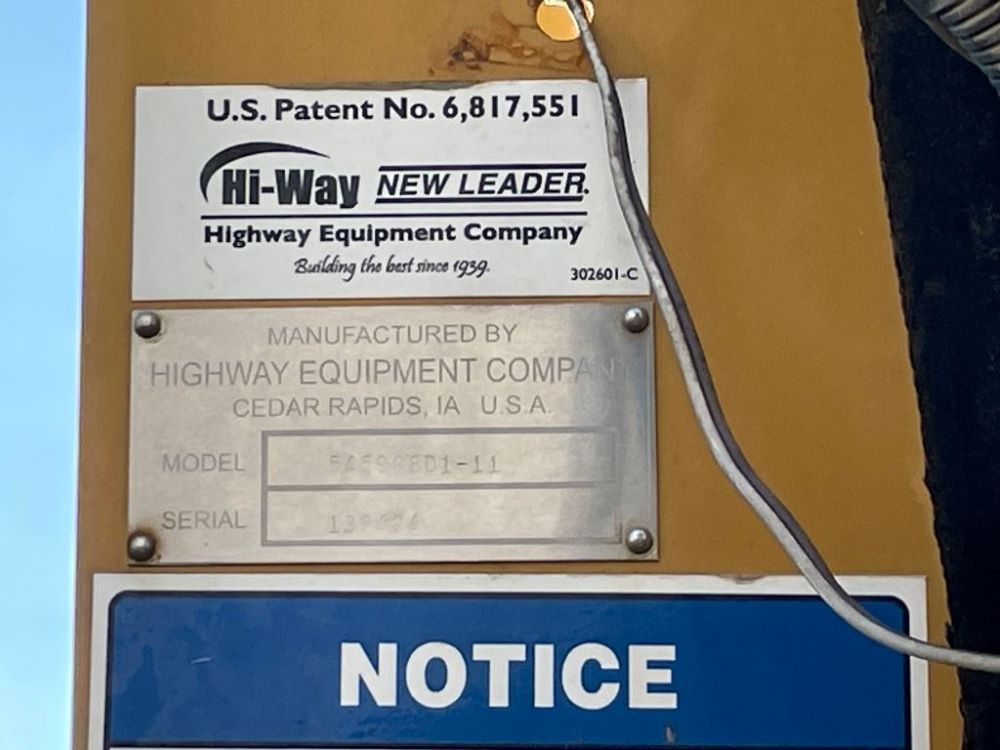 U.S. Patent No. 6,817,551
Hi-Way NEW LEADER.
Highway Equipment Company
Building the best since 1939.
302601-C
MANUFACTURED BY
HIGHWAY EQUIPMENT COMPANY
CEDAR RAPIDS, IA U.S.A.
MODEL
SERIAL
NOTICE